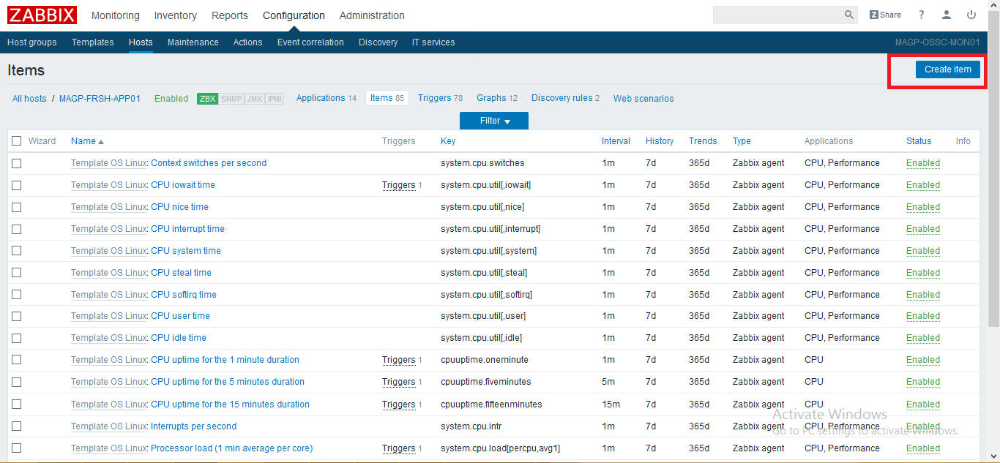 ZABBIX Monitoring Inventory Reports Configuration Administration Z Share ?
Host groups Templates Hosts Maintenance Actions Event correlation Discovery IT services MAGP-OSSC-MON01
Items Create item
All hosts / MAGP-FRSH-APP01 Enabled ZBX SNMP JMX IPMI Applications 14 Items 85 Triggers 78 Graphs 12 Discovery rules 2 Web scenarios
Filter
Wizard Name Triggers Key Interval History Trends Type Applications Status Info
Template OS Linux: Context switches per second system.cpu.switches 1m 7d 365d Zabbix agent CPU, Performance Enabled
Template OS Linux: CPU iowait time Triggers 1 system.cpu.util[,iowait] 1m 7d 365d Zabbix agent CPU, Performance Enabled
Template OS Linux: CPU nice time system.cpu.util[,nice] 1m 7d 365d Zabbix agent CPU, Performance Enabled
Template OS Linux: CPU interrupt time system.cpu.util[,interrupt] 1m 7d 365d Zabbix agent CPU, Performance Enabled
Template OS Linux: CPU system time system.cpu.util[,system] 1m 7d 365d Zabbix agent CPU, Performance Enabled
Template OS Linux: CPU steal time system.cpu.util[,steal] 1m 7d 365d Zabbix agent CPU, Performance Enabled
Template OS Linux: CPU softirq time system.cpu.util[,softirq] 1m 7d 365d Zabbix agent CPU, Performance Enabled
Template OS Linux: CPU user time system.cpu.util[,user] 1m 7d 365d Zabbix agent CPU, Performance Enabled
Template OS Linux: CPU idle time system.cpu.util[,idle] 1m 7d 365d Zabbix agent CPU, Performance Enabled
Template OS Linux: CPU uptime for the 1 minute duration Triggers 1 cpuuptime.oneminute 1m 7d 365d Zabbix agent CPU Enabled
Template OS Linux: CPU uptime for the 5 minutes duration Triggers 1 cpuuptime.fiveminutes 5m 7d 365d Zabbix agent CPU Enabled
Template OS Linux: CPU uptime for the 15 minutes duration Triggers 1 cpuuptime.fifteenminutes 15m 7d 365d Zabbix agent CPU Enabled
Activate Windows
Template OS Linux: Interrupts per second system.cpu.intr 1m 7d 365d Zabbix agent CPU, Performance Enabled
Go to PC settings to activate Windows.
Template OS Linux: Processor load (1 min average per core) Triggers 1 system.cpu.load[percpu,avg1] 1m 7d 365d Zabbix agent CPU, Performance Enabled